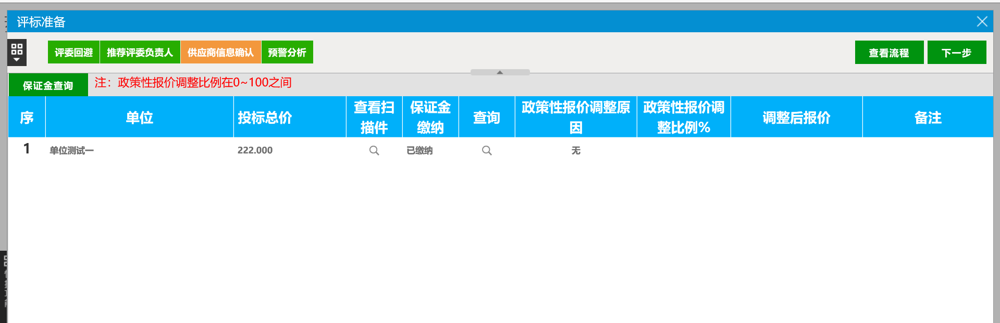 评标准备
评委回避 推荐评委负责人 供应商信息确认 预警分析 查看流程 下一步
保证金查询 注：政策性报价调整比例在0~100之间
序 单位 投标总价 查看扫描件 保证金缴纳 查询 政策性报价调整原因 政策性报价调整比例% 调整后报价 备注
1 单位测试一 222.000 已缴纳 无